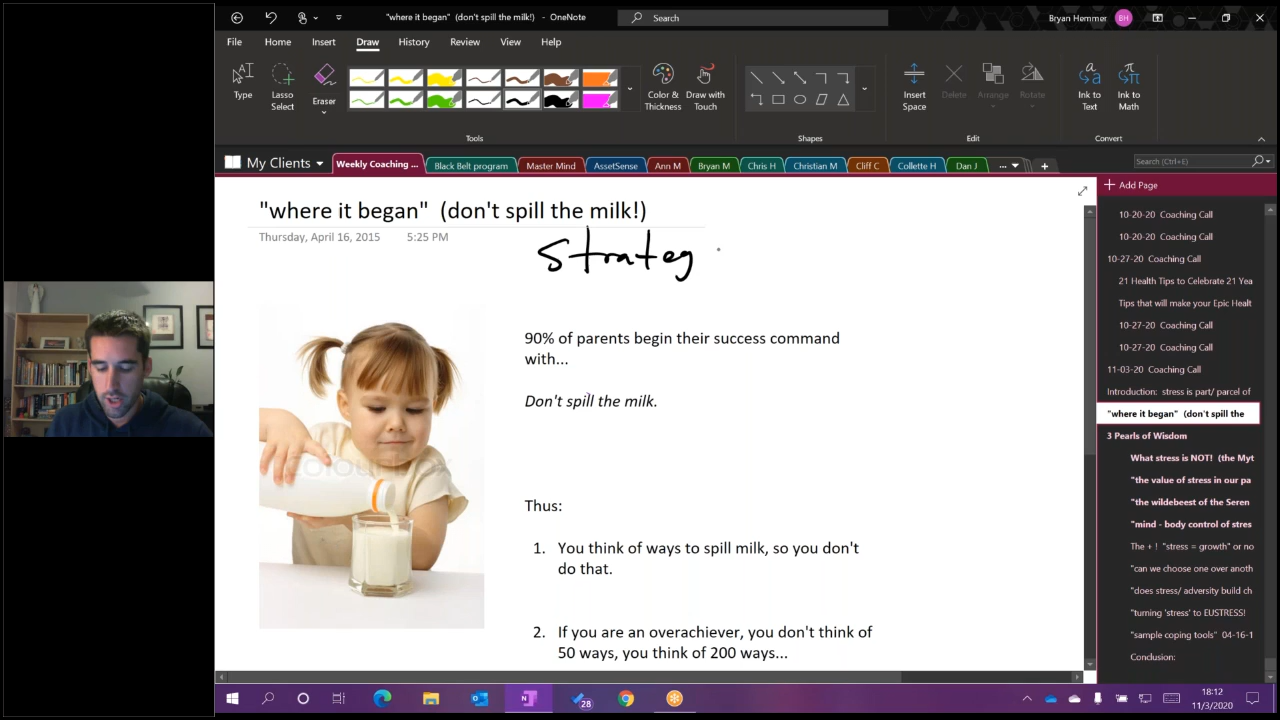 "where it began" (don't spill the milk!) - OneNote
Search
Bryan Hemmer BH
File Home Insert Draw History Review View Help
Type
Lasso Select
Eraser
Color & Thickness
Draw with Touch
Insert Space
Delete
Arrange
Rotate
Ink to Text
Ink to Math
Tools
Shapes
Edit
Convert
My Clients
Weekly Coaching ...
Black Belt program
Master Mind
AssetSense
Ann M
Bryan M
Chris H
Christian M
Cliff C
Collette H
Dan J
...
Search (Ctrl+E)
"where it began" (don't spill the milk!)
Thursday, April 16, 2015 5:25 PM
Strateg
90% of parents begin their success command
with...
Don't spill the milk.
Thus:
1. You think of ways to spill milk, so you don't
do that.
2. If you are an overachiever, you don't think of
50 ways, you think of 200 ways...
Add Page
10-20-20 Coaching Call
10-20-20 Coaching Call
10-27-20 Coaching Call
21 Health Tips to Celebrate 21 Yea
Tips that will make your Epic Healt
10-27-20 Coaching Call
10-27-20 Coaching Call
11-03-20 Coaching Call
Introduction: stress is part/ parcel of
"where it began" (don't spill the
3 Pearls of Wisdom
What stress is NOT! (the Myt
"the value of stress in our pa
"the wildebeest of the Seren
"mind - body control of stres
The + ! "stress = growth" or no
"can we choose one over anoth
"does stress/ adversity build ch
"turning 'stress' to EUSTRESS!
"sample coping tools" 04-16-1
Conclusion:
28
18:12
11/3/2020